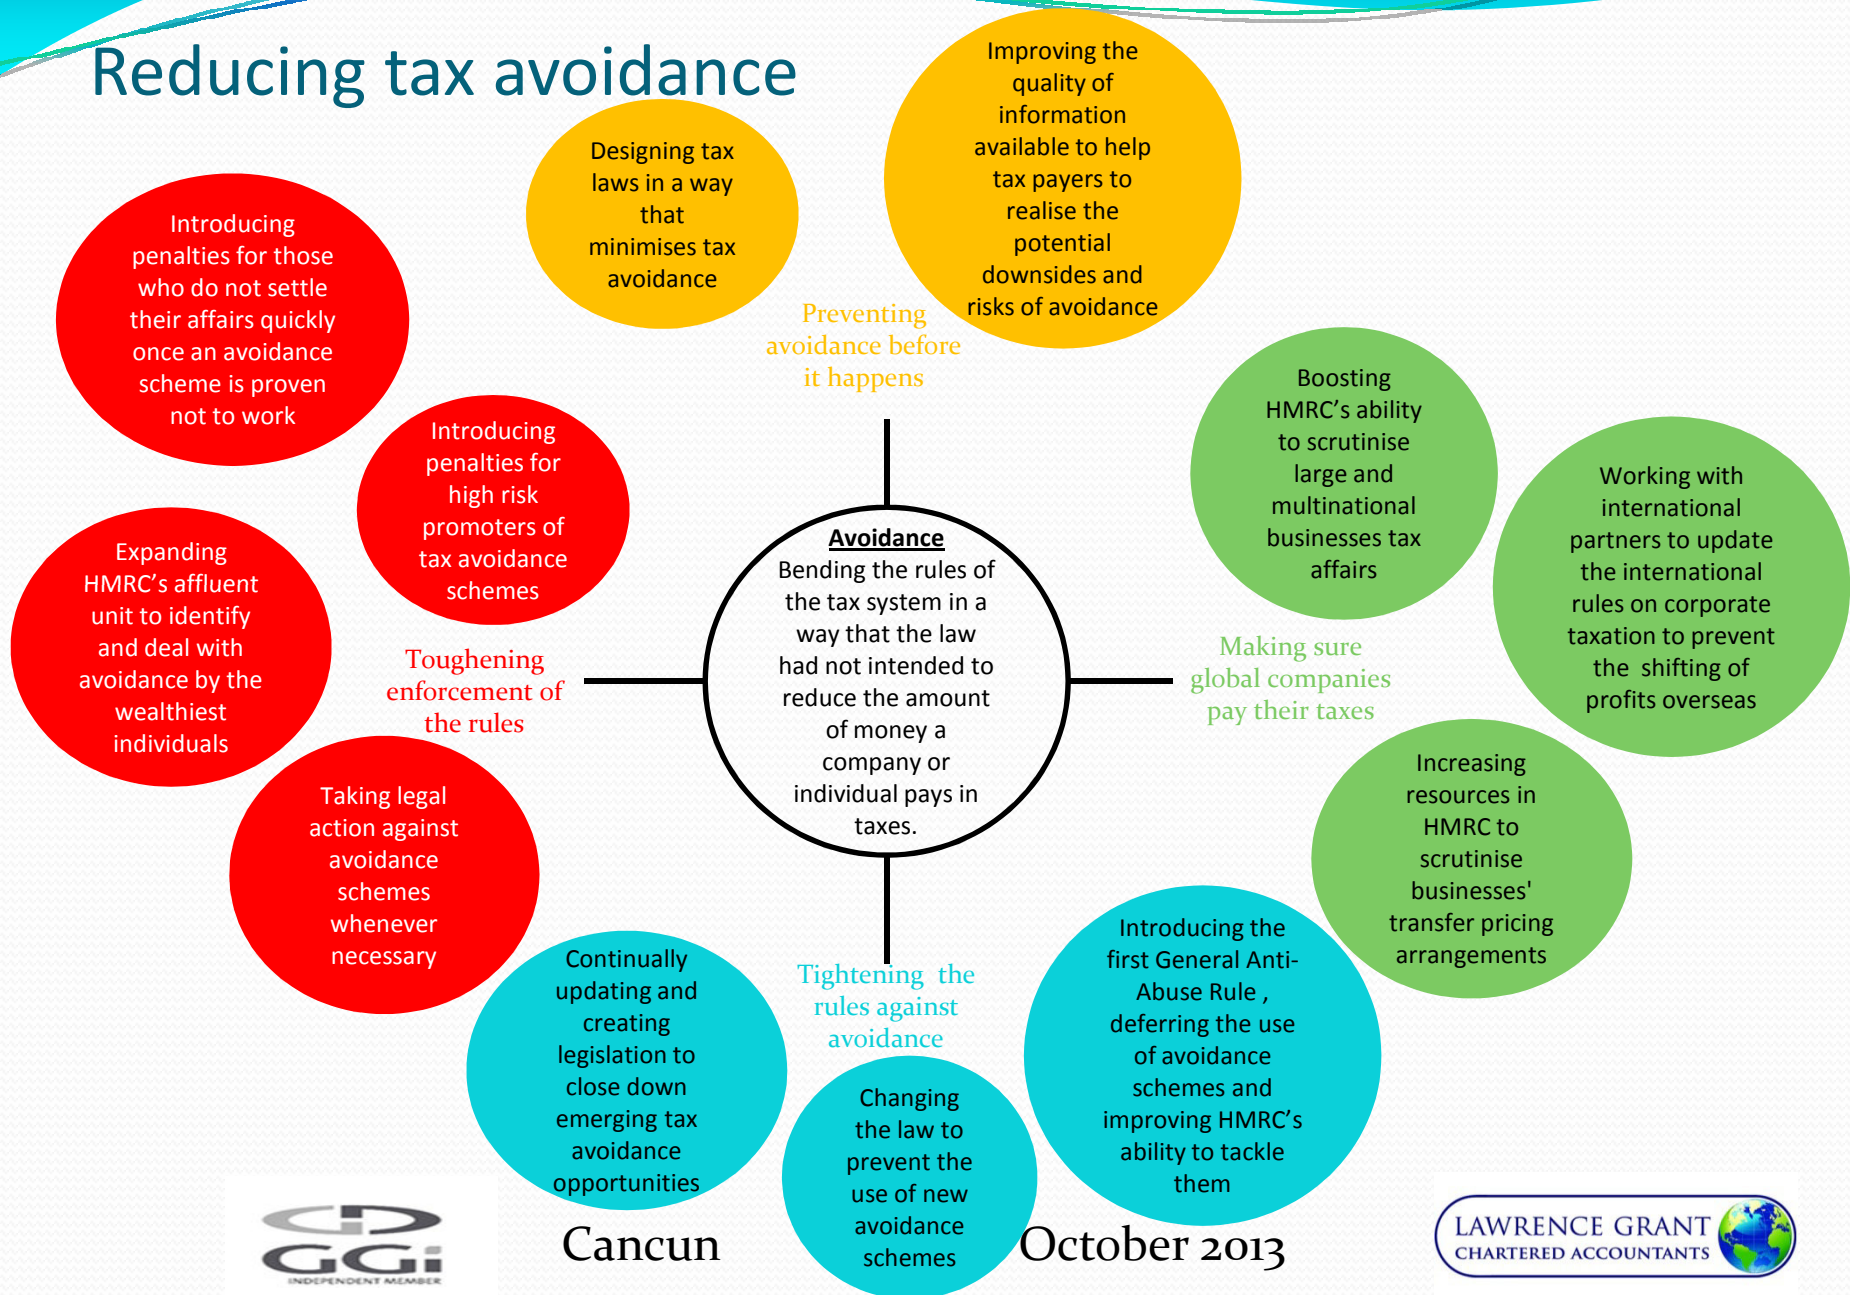 Reducing tax avoidance
Improving the
quality of
information
available to help
tax payers to
realise the
potential
downsides and
risks of avoidance
Designing tax
laws in a way
that
minimises tax
avoidance
Preventing
avoidance before
it happens
Introducing
penalties for those
who do not settle
their affairs quickly
once an avoidance
scheme is proven
not to work
Introducing
penalties for
high risk
promoters of
tax avoidance
schemes
Expanding
HMRC’s affluent
unit to identify
and deal with
avoidance by the
wealthiest
individuals
Toughening
enforcement of
the rules
Taking legal
action against
avoidance
schemes
whenever
necessary
Avoidance
Bending the rules of
the tax system in a
way that the law
had not intended to
reduce the amount
of money a
company or
individual pays in
taxes.
Boosting
HMRC’s ability
to scrutinise
large and
multinational
businesses tax
affairs
Working with
international
partners to update
the international
rules on corporate
taxation to prevent
the  shifting of
profits overseas
Making sure
global companies
pay their taxes
Increasing
resources in
HMRC to
scrutinise
businesses'
transfer pricing
arrangements
Tightening  the
rules against
avoidance
Continually
updating and
creating
legislation to
close down
emerging tax
avoidance
opportunities
Changing
the law to
prevent the
use of new
avoidance
schemes
Introducing the
first General Anti-
Abuse Rule ,
deferring the use
of avoidance
schemes and
improving HMRC’s
ability to tackle
them
GGi
INDEPENDENT MEMBER
Cancun
October 2013
LAWRENCE GRANT
CHARTERED ACCOUNTANTS